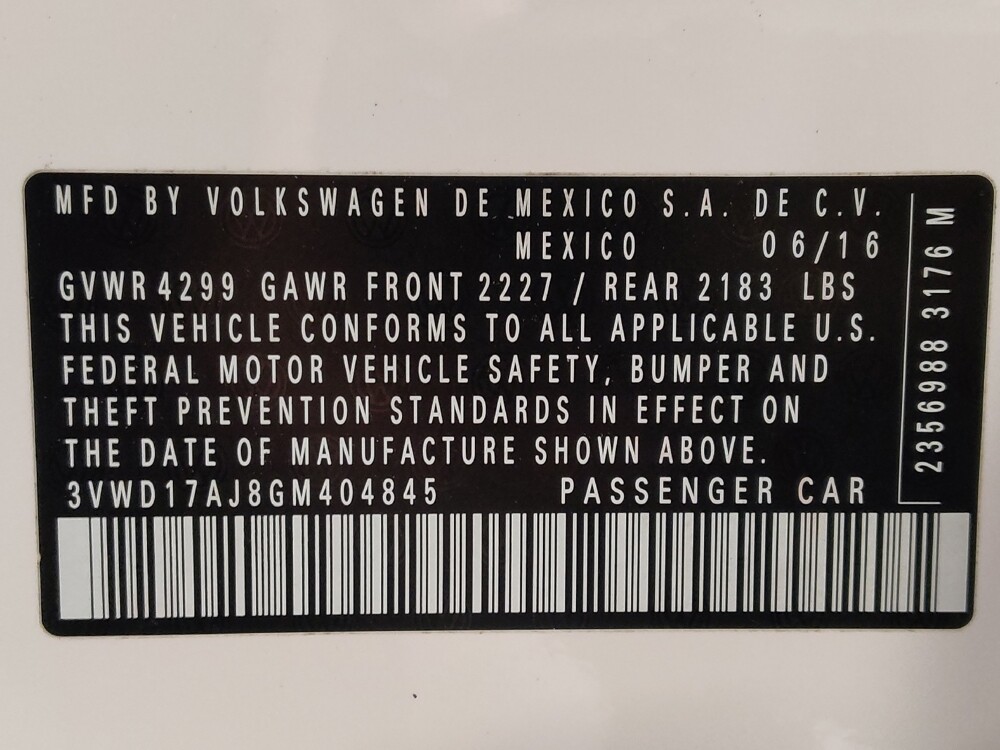 MFD BY VOLKSWAGEN DE MEXICO S.A. DE C.V.
MEXICO 06/16
GVWR 4299 GAWR FRONT 2227 / REAR 2183 LBS
THIS VEHICLE CONFORMS TO ALL APPLICABLE U.S.
FEDERAL MOTOR VEHICLE SAFETY, BUMPER AND
THEFT PREVENTION STANDARDS IN EFFECT ON
THE DATE OF MANUFACTURE SHOWN ABOVE.
3VWD17AJ8GM404845 PASSENGER CAR
2356988 3176 M